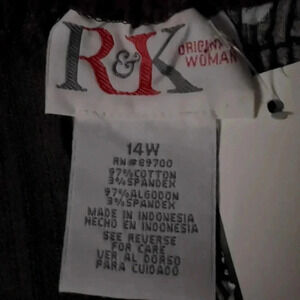 R&K
ORIGINAL
WOMAN
14W
RN# 69700
97% COTTON
3% SPANDEX
97% ALGODON
3% SPANDEX
MADE IN INDONESIA
HECHO EN INDONESIA
SEE REVERSE
FOR CARE
VER AL DORSO
PARA CUIDADO